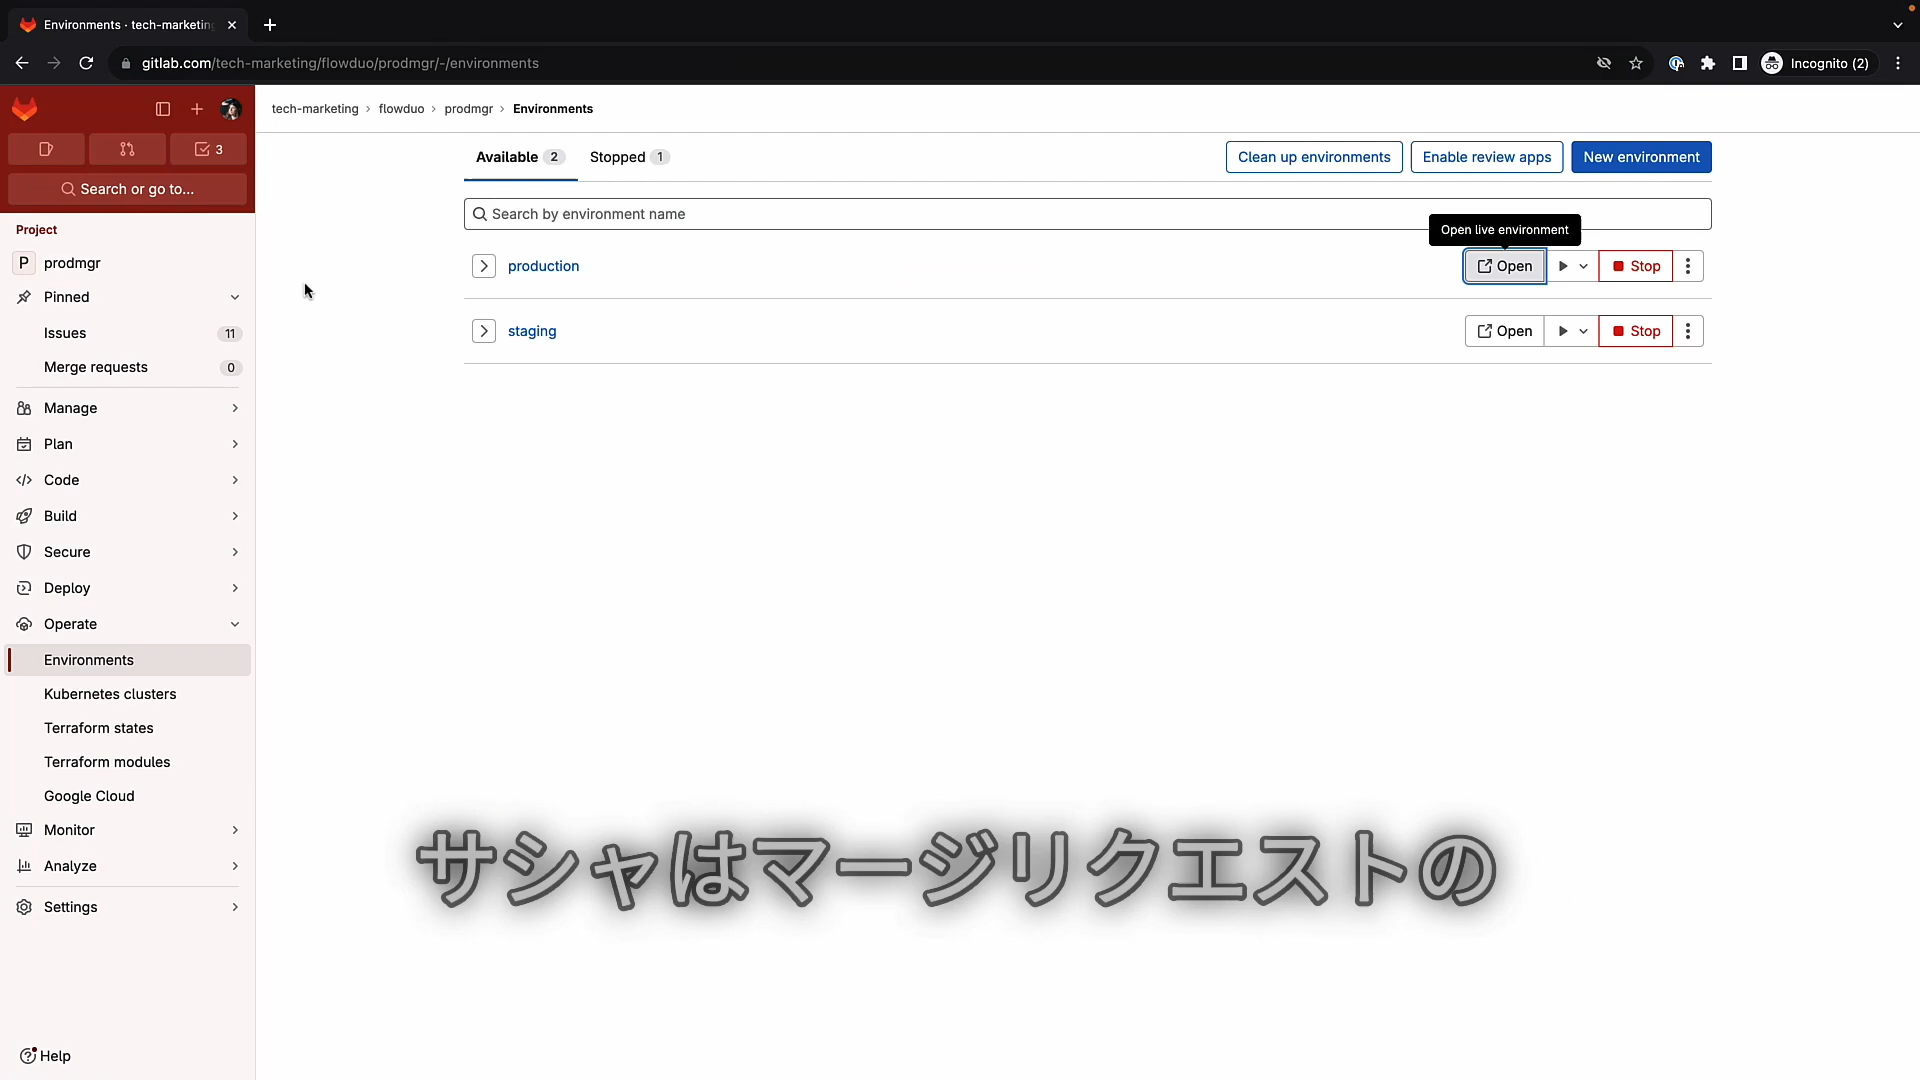 Environments · tech-marketin
gitlab.com/tech-marketing/flowduo/prodmgr/-/environments
Incognito (2)
3
Search or go to...
Project
P prodmgr
Pinned
Issues 11
Merge requests 0
Manage
Plan
Code
Build
Secure
Deploy
Operate
Environments
Kubernetes clusters
Terraform states
Terraform modules
Google Cloud
Monitor
Analyze
Settings
Help
tech-marketing › flowduo › prodmgr › Environments
Available 2 Stopped 1
Clean up environments Enable review apps New environment
Search by environment name
Open live environment
production Open Stop
staging Open Stop
サシャはマージリクエストの